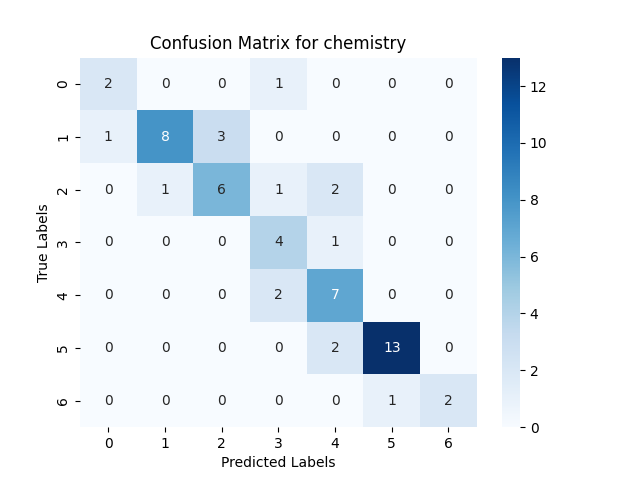 Confusion Matrix for chemistry
0 2 0 0 1 0 0 0
1 1 8 3 0 0 0 0
2 0 1 6 1 2 0 0
3 0 0 0 4 1 0 0
4 0 0 0 2 7 0 0
5 0 0 0 0 2 13 0
6 0 0 0 0 0 1 2
0 1 2 3 4 5 6
Predicted Labels
True Labels
12
10
8
6
4
2
0